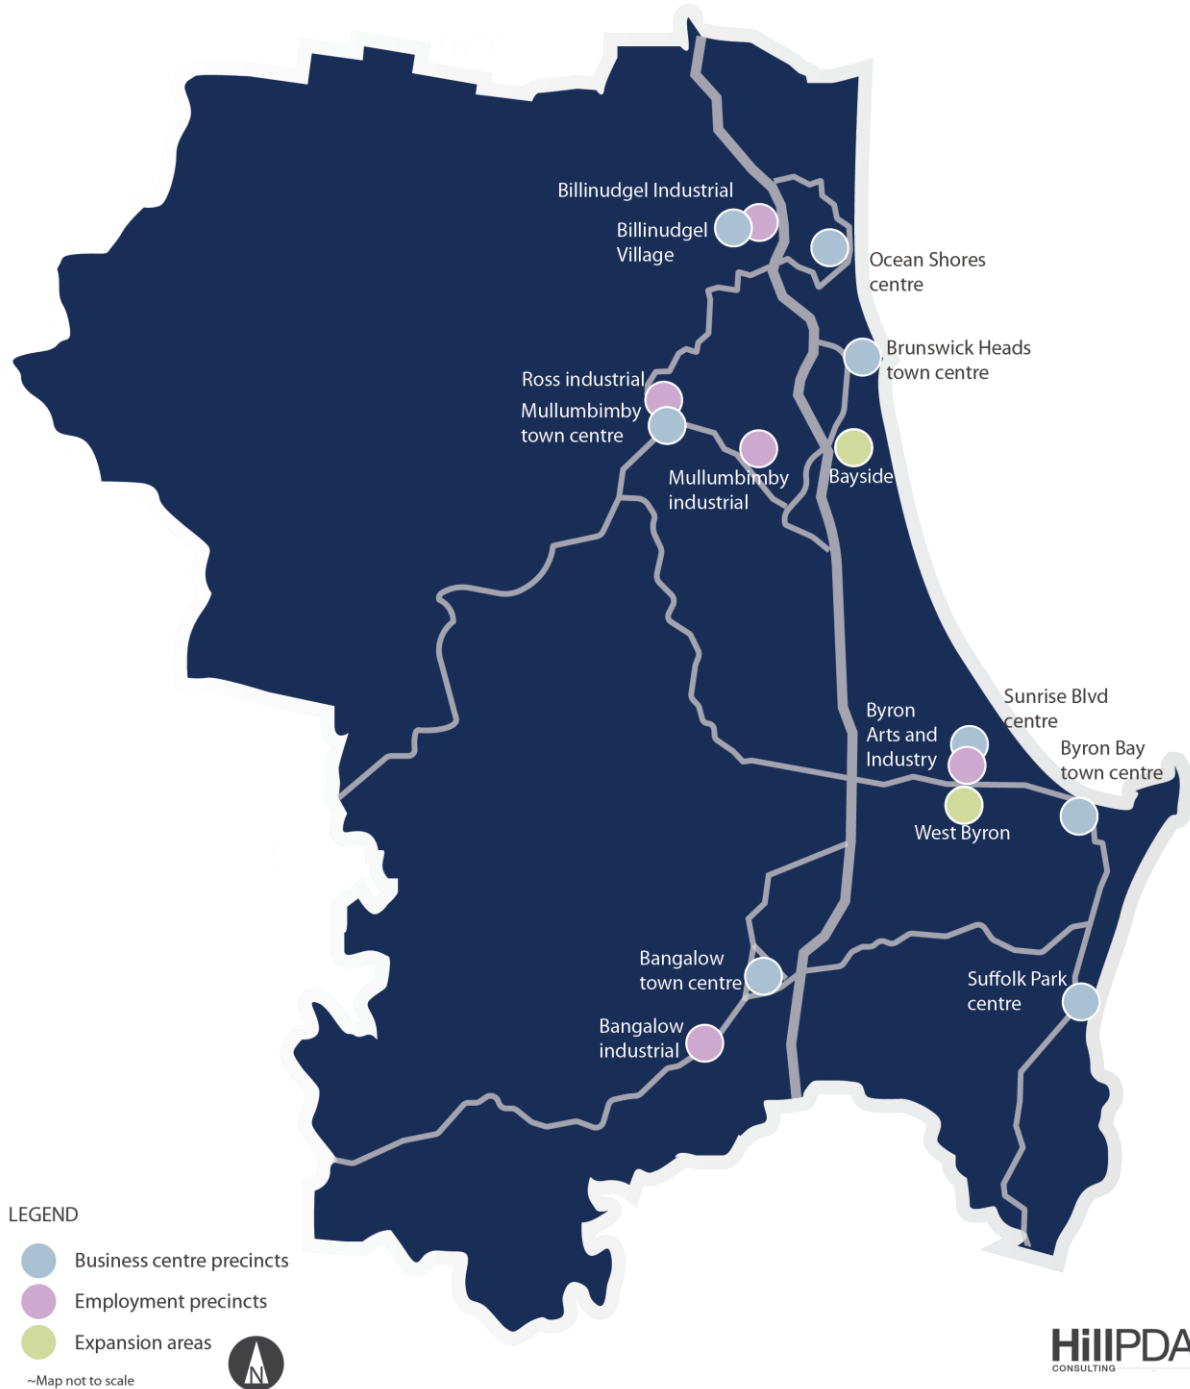 Billinudgel Industrial
Billinudgel
Village
Ocean Shores
centre
Brunswick Heads
town centre
Ross industrial
Mullumbimby
town centre
Mullumbimby
industrial
Bayside
Sunrise Blvd
centre
Byron
Arts and
Industry
Byron Bay
town centre
West Byron
Bangalow
town centre
Suffolk Park
centre
Bangalow
industrial
LEGEND
Business centre precincts
Employment precincts
Expansion areas
~Map not to scale
N
HillPDA
CONSULTING